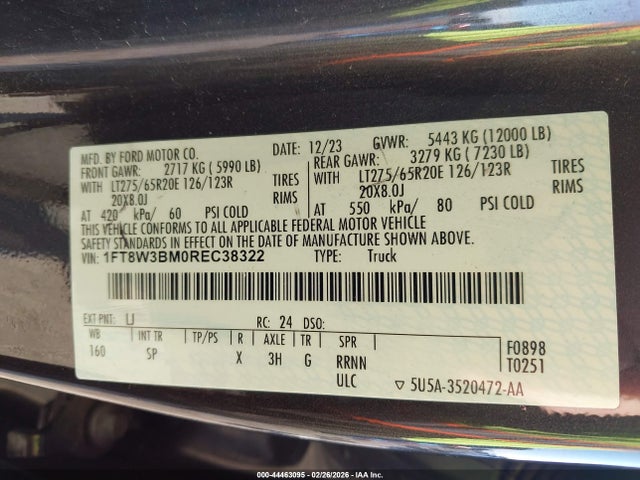 MFD. BY FORD MOTOR CO. DATE: 12/23 GVWR: 5443 KG (12000 LB)
FRONT GAWR: 2717 KG (5990 LB) REAR GAWR: 3279 KG (7230 LB)
WITH LT275/65R20E 126/123R TIRES WITH LT275/65R20E 126/123R TIRES
20X8.0J RIMS 20X8.0J RIMS
AT 420 kPa/ 60 PSI COLD AT 550 kPa/ 80 PSI COLD
THIS VEHICLE CONFORMS TO ALL APPLICABLE FEDERAL MOTOR VEHICLE
SAFETY STANDARDS IN EFFECT ON THE DATE OF MANUFACTURE SHOWN ABOVE.
VIN: 1FT8W3BM0REC38322 TYPE: Truck
EXT PNT: UJ RC: 24 DSO:
WB INT TR TP/PS R AXLE TR SPR
160 SP X 3H G RRNN
ULC
F0898
T0251
▽ 5U5A-3520472-AA
000-44463095 - 02/26/2026 - IAA Inc.